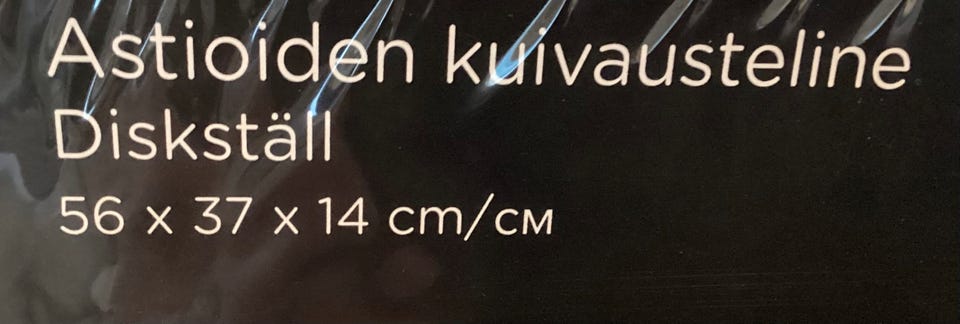 Astioiden kuivausteline
Diskställ
56 x 37 x 14 cm/см